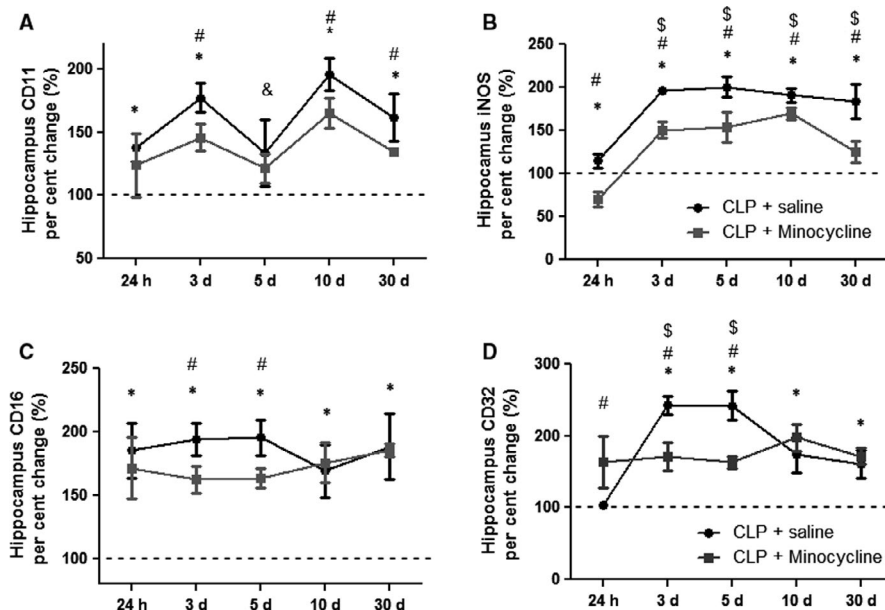 A
Hippocampus CD11
per cent change (%)
200
150
100
50
*
#
*
&
#
*
#
*
24 h 3 d 5 d 10 d 30 d
B
Hippocamus iNOS
per cent change (%)
250
200
150
100
50
0
#
*
$
#
*
$
#
*
$
#
*
$
#
*
CLP + saline
CLP + Minocycline
24 h 3 d 5 d 10 d 30 d
C
Hippocampus CD16
per cent change (%)
250
200
150
100
*
#
*
#
*
*
*
24 h 3 d 5 d 10 d 30 d
D
Hippocampus CD32
per cent change (%)
300
200
100
0
#
$
#
*
$
#
*
*
*
CLP + saline
CLP + Minocycline
24 h 3 d 5 d 10 d 30 d